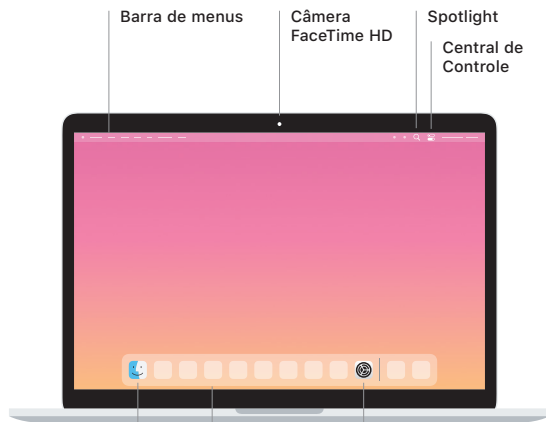 Barra de menus
Câmera
FaceTime HD
Spotlight
Central de
Controle